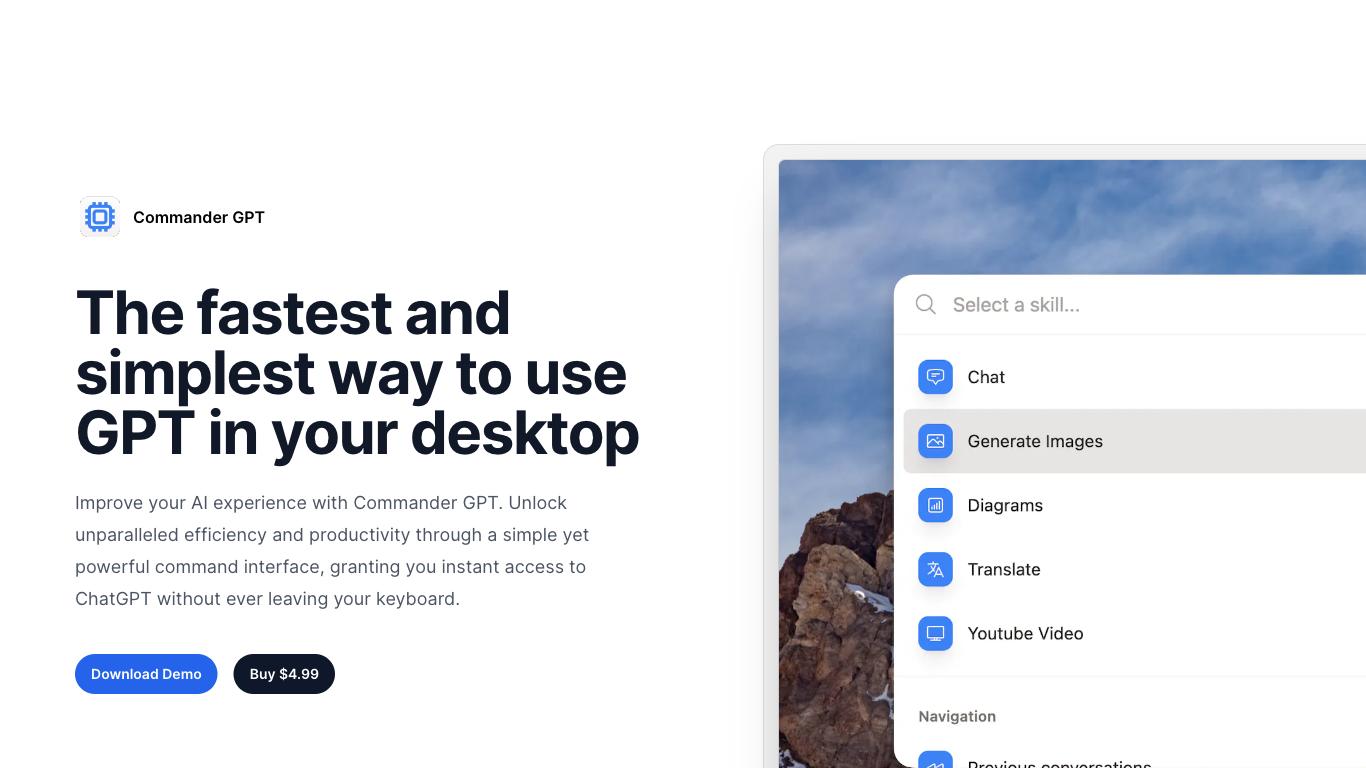 Commander GPT
The fastest and
simplest way to use
GPT in your desktop
Improve your AI experience with Commander GPT. Unlock
unparalleled efficiency and productivity through a simple yet
powerful command interface, granting you instant access to
ChatGPT without ever leaving your keyboard.
Download Demo
Buy $4.99
Select a skill...
Chat
Generate Images
Diagrams
Translate
Youtube Video
Navigation
Previous conversations